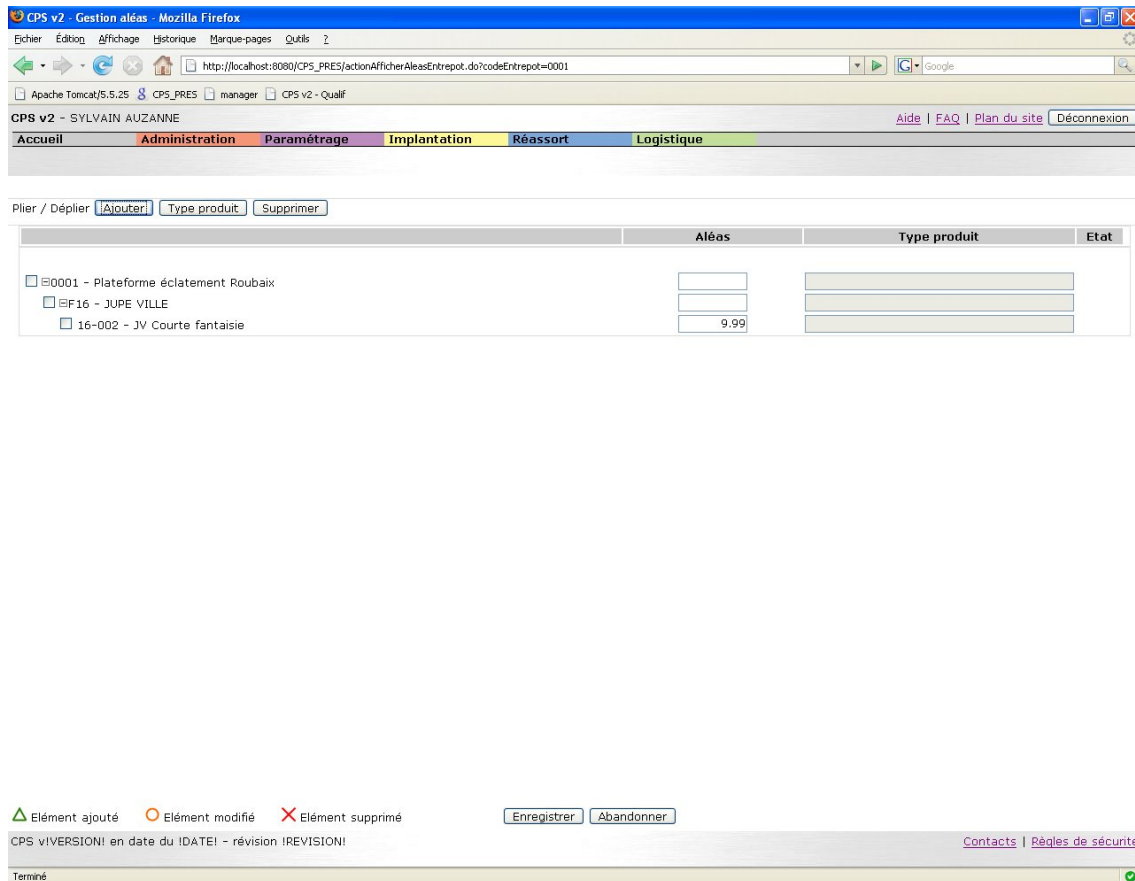 CPS v2 - Gestion aléas - Mozilla Firefox
Fichier Édition Affichage Historique Marque-pages Outils ?
http://localhost:8080/CPS_PRES/actionAfficherAleasEntrepot.do?codeEntrepot=0001 G Google
Apache Tomcat/5.5.25 CPS_PRES manager CPS v2 - Qualif
CPS v2 - SYLVAIN AUZANNE Aide | FAQ | Plan du site Déconnexion
Accueil Administration Paramétrage Implantation Réassort Logistique
Plier / Déplier Ajouter Type produit Supprimer
Aléas Type produit Etat
0001 - Plateforme éclatement Roubaix
F16 - JUPE VILLE
16-002 - JV Courte fantaisie 9.99
Elément ajouté Elément modifié Elément supprimé Enregistrer Abandonner
CPS v!VERSION! en date du !DATE! - révision !REVISION! Contacts | Règles de sécurité
Terminé